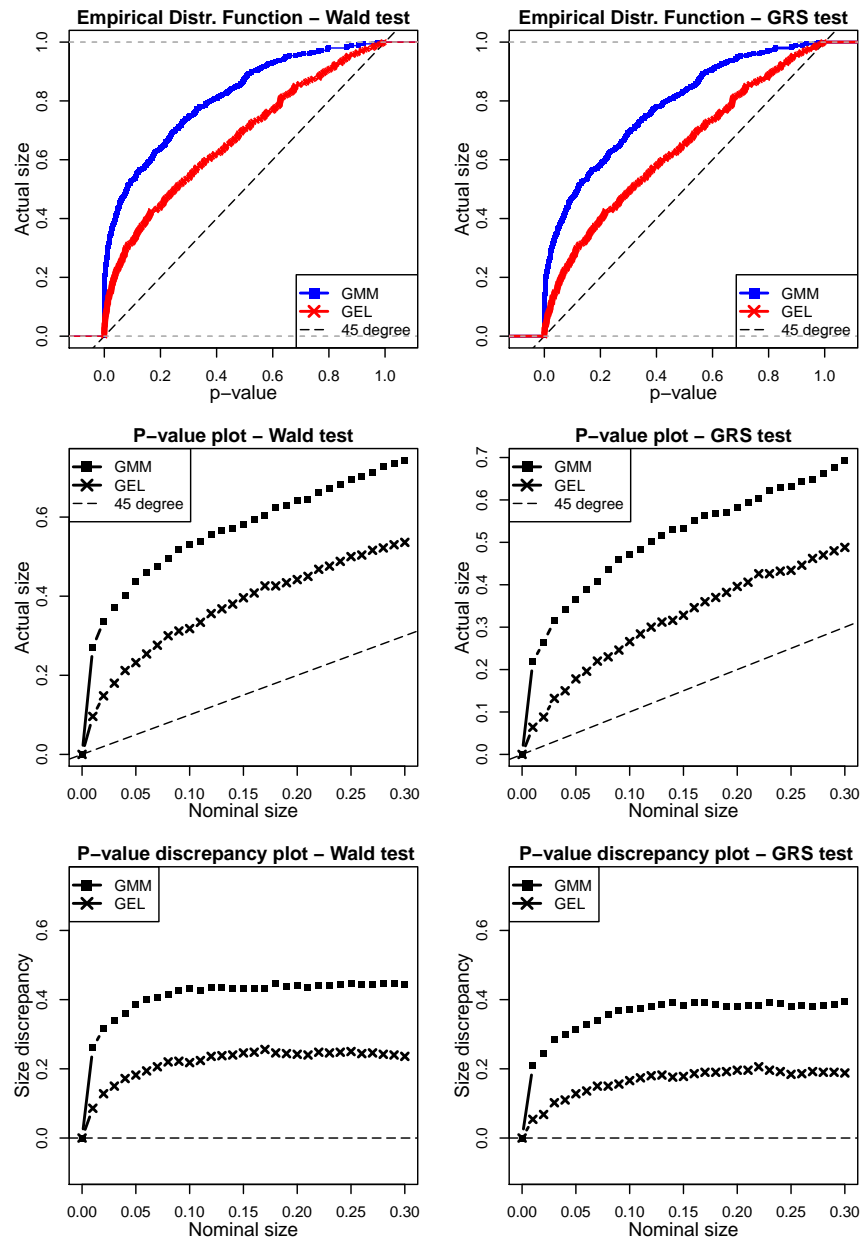 Empirical Distr. Function − Wald test
Actual size
1.0
0.8
0.6
0.4
0.2
0.0
GMM
GEL
45 degree
0.0 0.2 0.4 0.6 0.8 1.0
p−value
Empirical Distr. Function − GRS test
Actual size
1.0
0.8
0.6
0.4
0.2
0.0
GMM
GEL
45 degree
0.0 0.2 0.4 0.6 0.8 1.0
p−value
P−value plot − Wald test
GMM
GEL
45 degree
Actual size
0.6
0.4
0.2
0.0
0.00 0.05 0.10 0.15 0.20 0.25 0.30
Nominal size
P−value plot − GRS test
GMM
GEL
45 degree
Actual size
0.7
0.6
0.5
0.4
0.3
0.2
0.1
0.0
0.00 0.05 0.10 0.15 0.20 0.25 0.30
Nominal size
P−value discrepancy plot − Wald test
GMM
GEL
Size discrepancy
0.6
0.4
0.2
0.0
0.00 0.05 0.10 0.15 0.20 0.25 0.30
Nominal size
P−value discrepancy plot − GRS test
GMM
GEL
Size discrepancy
0.6
0.4
0.2
0.0
0.00 0.05 0.10 0.15 0.20 0.25 0.30
Nominal size